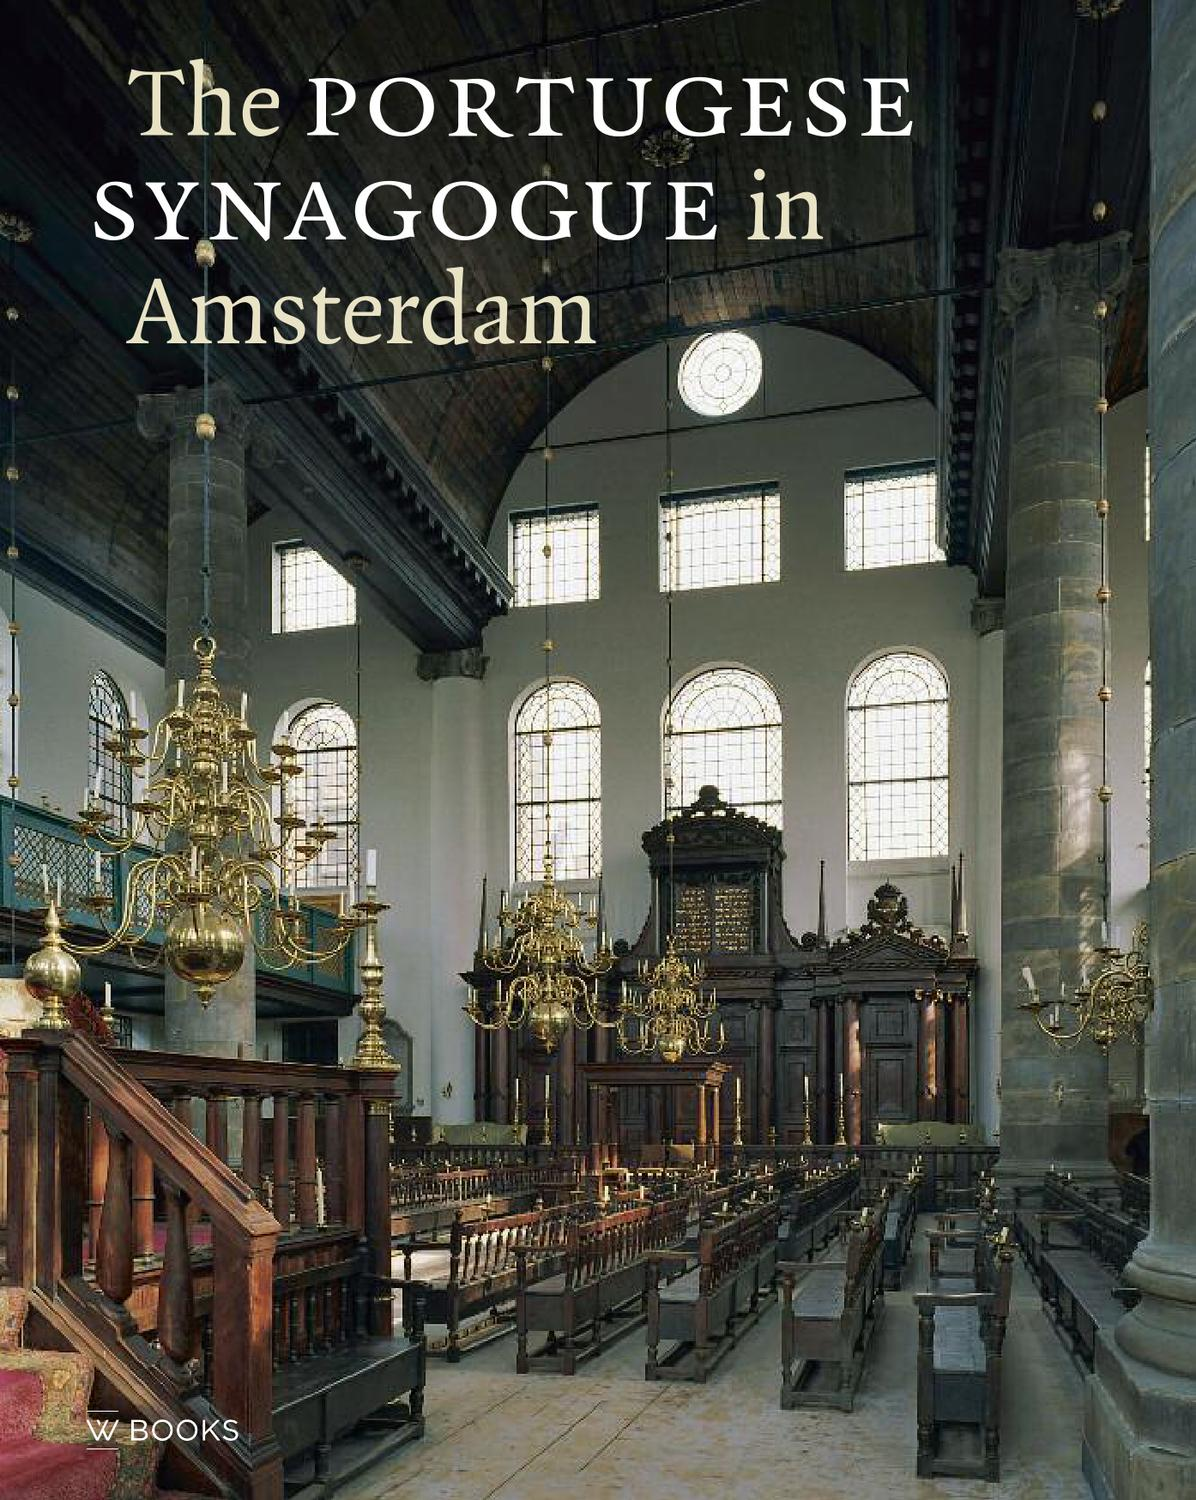 The PORTUGESE
SYNAGOGUE in
Amsterdam
W BOOKS